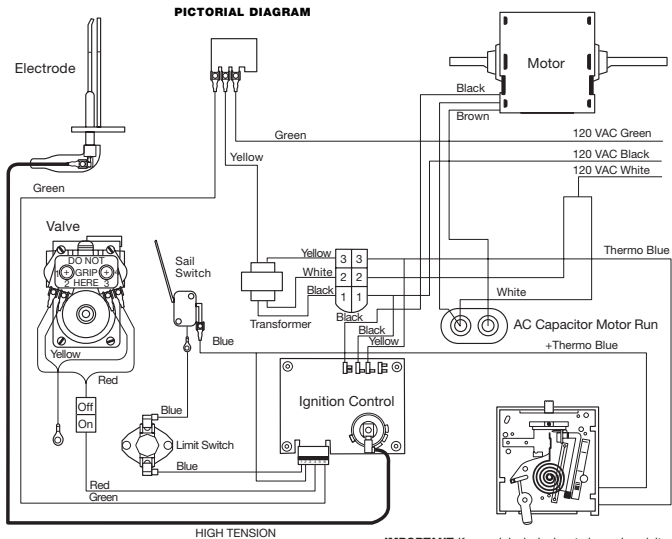 PICTORIAL DIAGRAM
Electrode
Motor
Black
Brown
Green
120 VAC Green
Yellow
120 VAC Black
120 VAC White
Green
Valve
DO NOT
1 GRIP 4
2 HERE 3
Sail
Switch
Yellow
3 3
Thermo Blue
White
2 2
Black
1 1
White
Transformer
Black
Black
Yellow
AC Capacitor Motor Run
Blue
+Thermo Blue
Yellow
Red
Off
On
Ignition Control
Blue
Limit Switch
Blue
Red
Green
HIGH TENSION